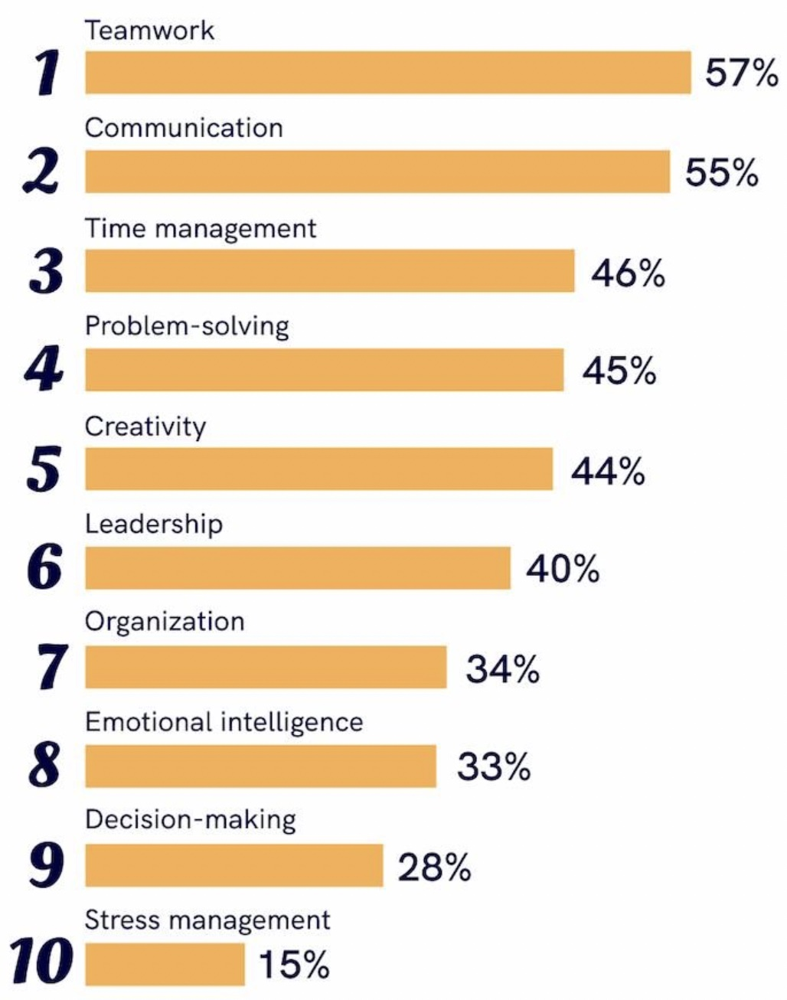 Teamwork
1 57%
Communication
2 55%
Time management
3 46%
Problem-solving
4 45%
Creativity
5 44%
Leadership
6 40%
Organization
7 34%
Emotional intelligence
8 33%
Decision-making
9 28%
Stress management
10 15%